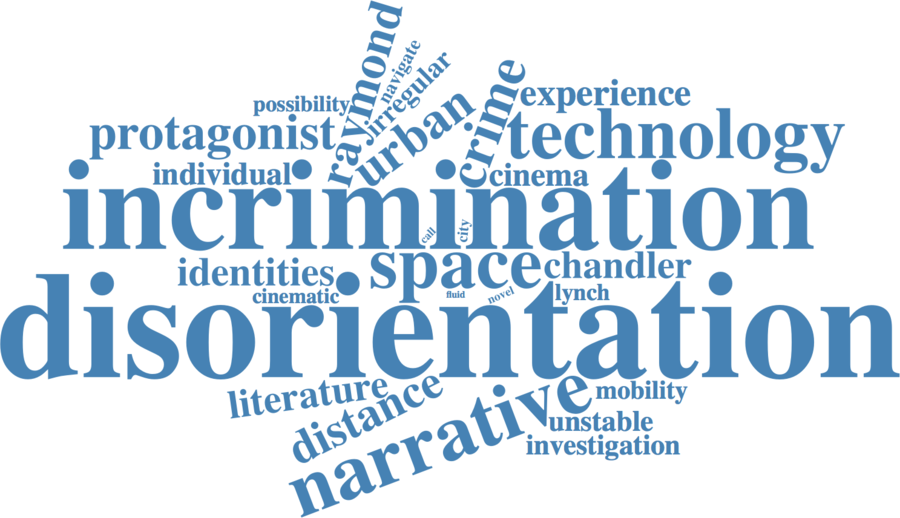 raymond
navigate
irregular
possibility
urban
crime
experience
protagonist
technology
individual
cinema
incrimination
call
city
identities
space
chandler
cinematic
fluid
novel
lynch
disorientation
literature
distance
narrative
mobility
unstable
investigation